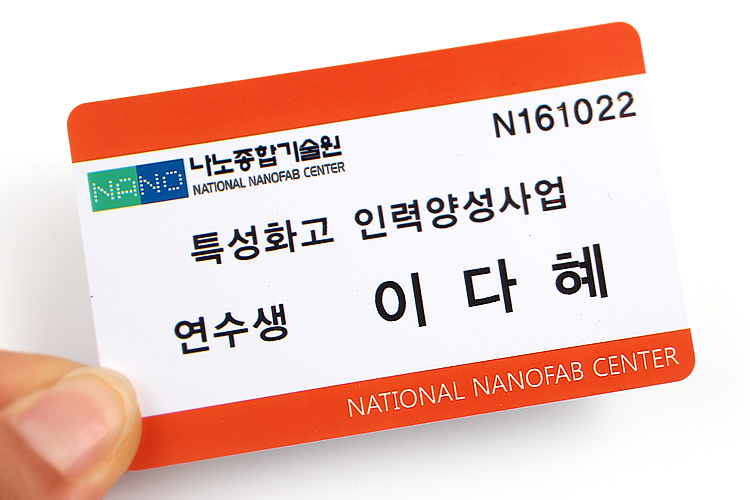 N161022
NANO 나노종합기술원
NATIONAL NANOFAB CENTER
특성화고 인력양성사업
연수생 이다혜
NATIONAL NANOFAB CENTER